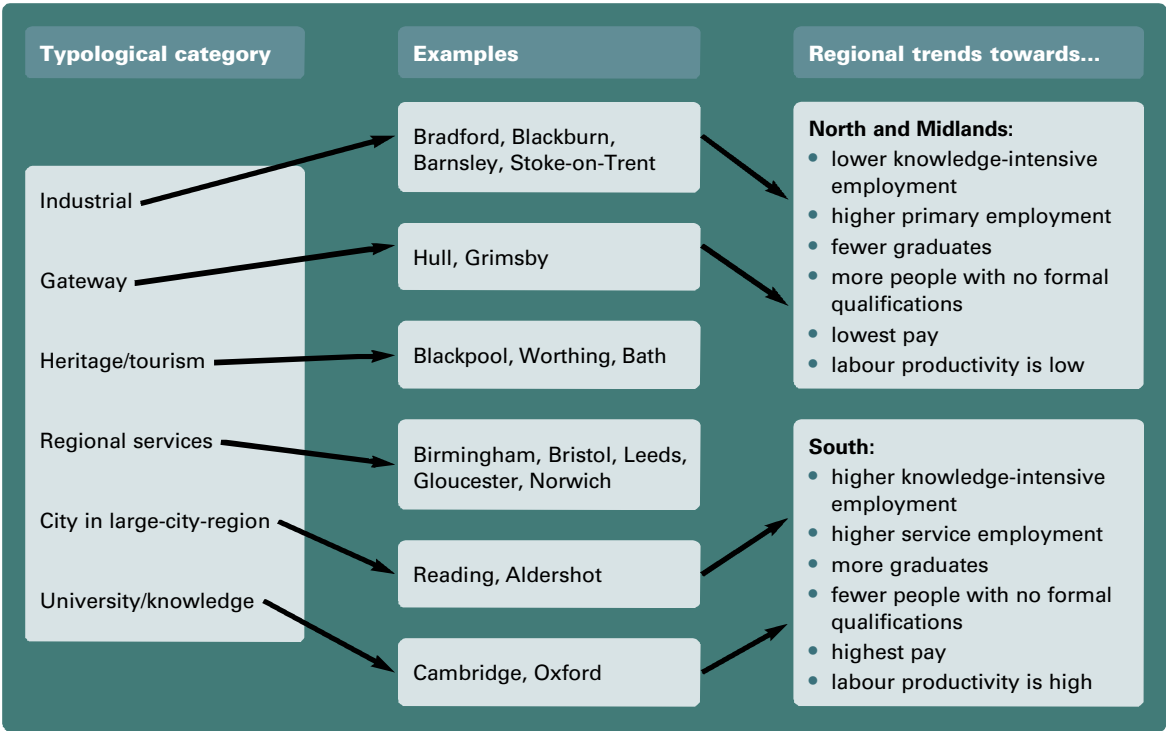 Typological category
Industrial
Gateway
Heritage/tourism
Regional services
City in large-city-region
University/knowledge
Examples
Bradford, Blackburn,
Barnsley, Stoke-on-Trent
Hull, Grimsby
Blackpool, Worthing, Bath
Birmingham, Bristol, Leeds,
Gloucester, Norwich
Reading, Aldershot
Cambridge, Oxford
Regional trends towards...
North and Midlands:
• lower knowledge-intensive
employment
• higher primary employment
• fewer graduates
• more people with no formal
qualifications
• lowest pay
• labour productivity is low
South:
• higher knowledge-intensive
employment
• higher service employment
• more graduates
• fewer people with no formal
qualifications
• highest pay
• labour productivity is high